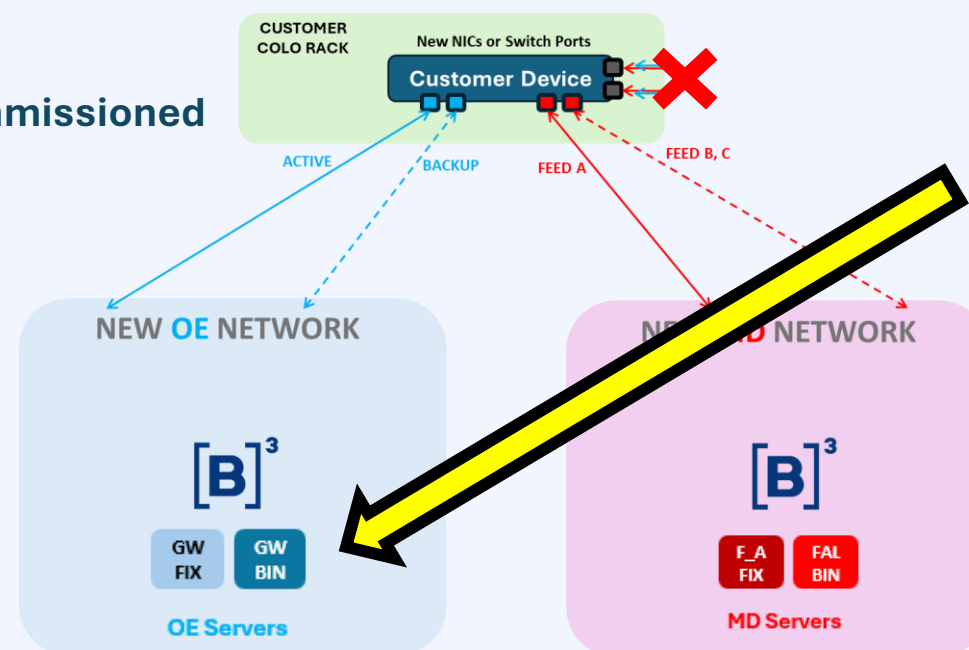 CUSTOMER
COLO RACK
New NICs or Switch Ports
Customer Device
ACTIVE
BACKUP
FEED A
FEED B, C
NEW OE NETWORK
NETWORK
[B]³
[B]³
GW
FIX
GW
BIN
F_A
FIX
FAL
BIN
OE Servers
MD Servers